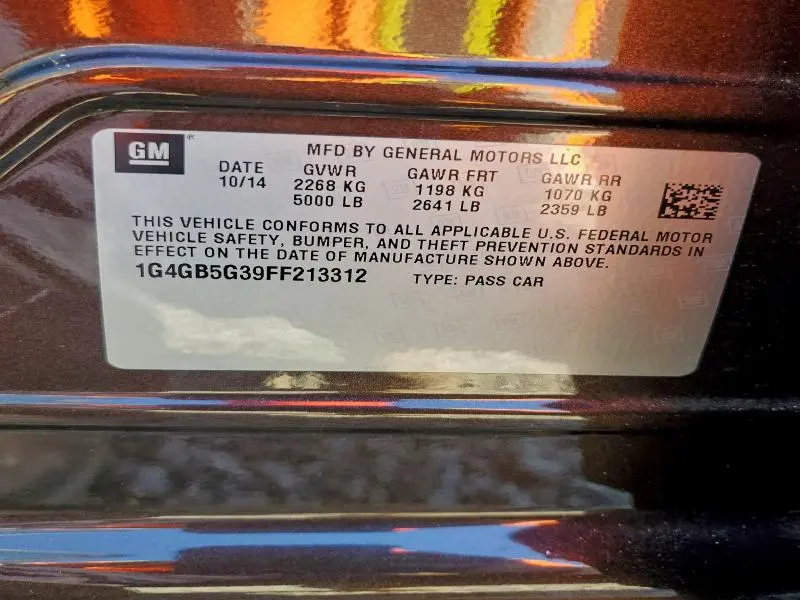 GM®
MFD BY GENERAL MOTORS LLC
DATE GVWR GAWR FRT GAWR RR
10/14 2268 KG 1198 KG 1070 KG
5000 LB 2641 LB 2359 LB
THIS VEHICLE CONFORMS TO ALL APPLICABLE U.S. FEDERAL MOTOR
VEHICLE SAFETY, BUMPER, AND THEFT PREVENTION STANDARDS IN
EFFECT ON THE DATE OF MANUFACTURE SHOWN ABOVE.
1G4GB5G39FF213312 TYPE: PASS CAR